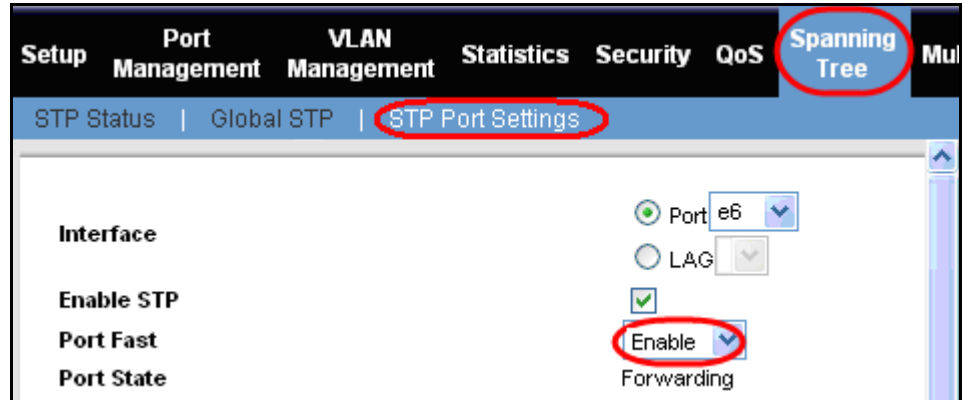 Setup Port Management VLAN Management Statistics Security QoS Spanning Tree Mul
STP Status | Global STP | STP Port Settings
Interface Port e6
LAG
Enable STP
Port Fast Enable
Port State Forwarding